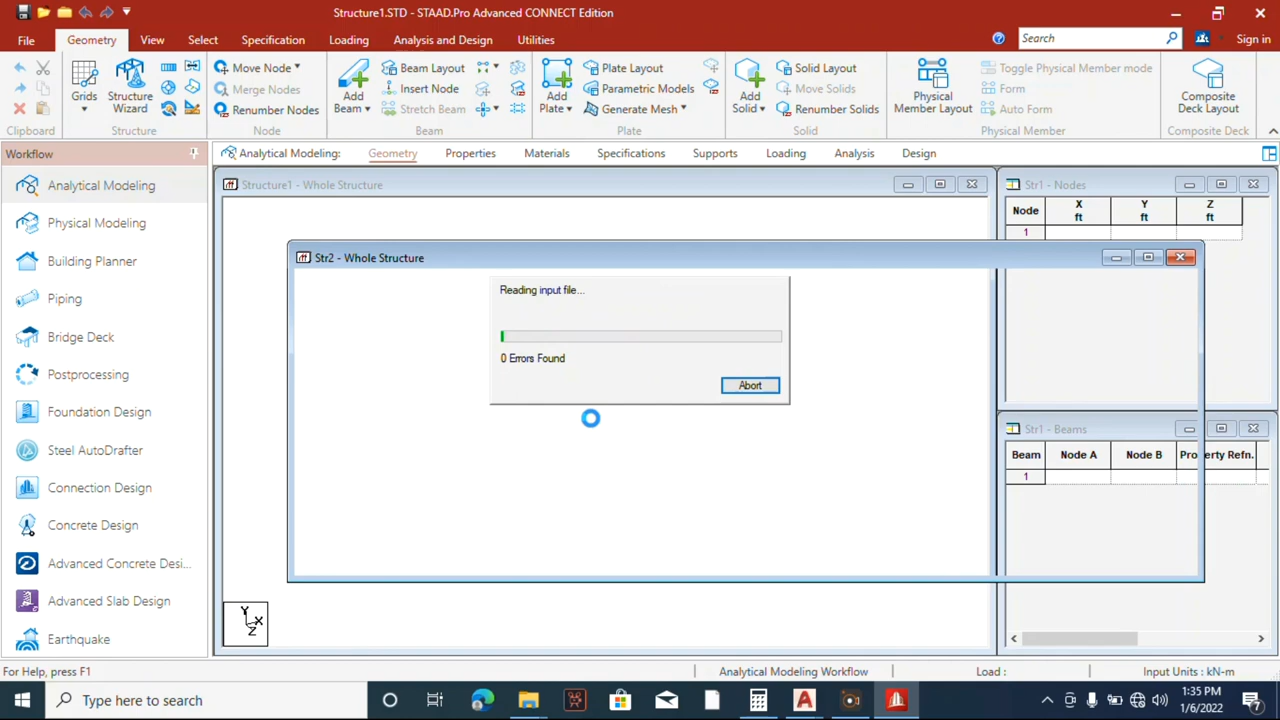 Structure1.STD - STAAD.Pro Advanced CONNECT Edition
File Geometry View Select Specification Loading Analysis and Design Utilities Search Sign in
Grids
Structure Wizard
Move Node
Merge Nodes
Renumber Nodes
Add Beam
Beam Layout
Insert Node
Stretch Beam
Add Plate
Plate Layout
Parametric Models
Generate Mesh
Add Solid
Solid Layout
Move Solids
Renumber Solids
Physical Member Layout
Toggle Physical Member mode
Form
Auto Form
Composite Deck Layout
Clipboard Structure Node Beam Plate Solid Physical Member Composite Deck
Workflow
Analytical Modeling: Geometry Properties Materials Specifications Supports Loading Analysis Design
Analytical Modeling
Physical Modeling
Building Planner
Piping
Bridge Deck
Postprocessing
Foundation Design
Steel AutoDrafter
Connection Design
Concrete Design
Advanced Concrete Desi...
Advanced Slab Design
Earthquake
Structure1 - Whole Structure
Str2 - Whole Structure
Reading input file...
0 Errors Found
Abort
Y
X
Z
Str1 - Nodes
Node X ft Y ft Z ft
1
Str1 - Beams
Beam Node A Node B Property Refn.
1
For Help, press F1 Analytical Modeling Workflow Load : Input Units : kN-m
Type here to search
1:35 PM
1/6/2022
7